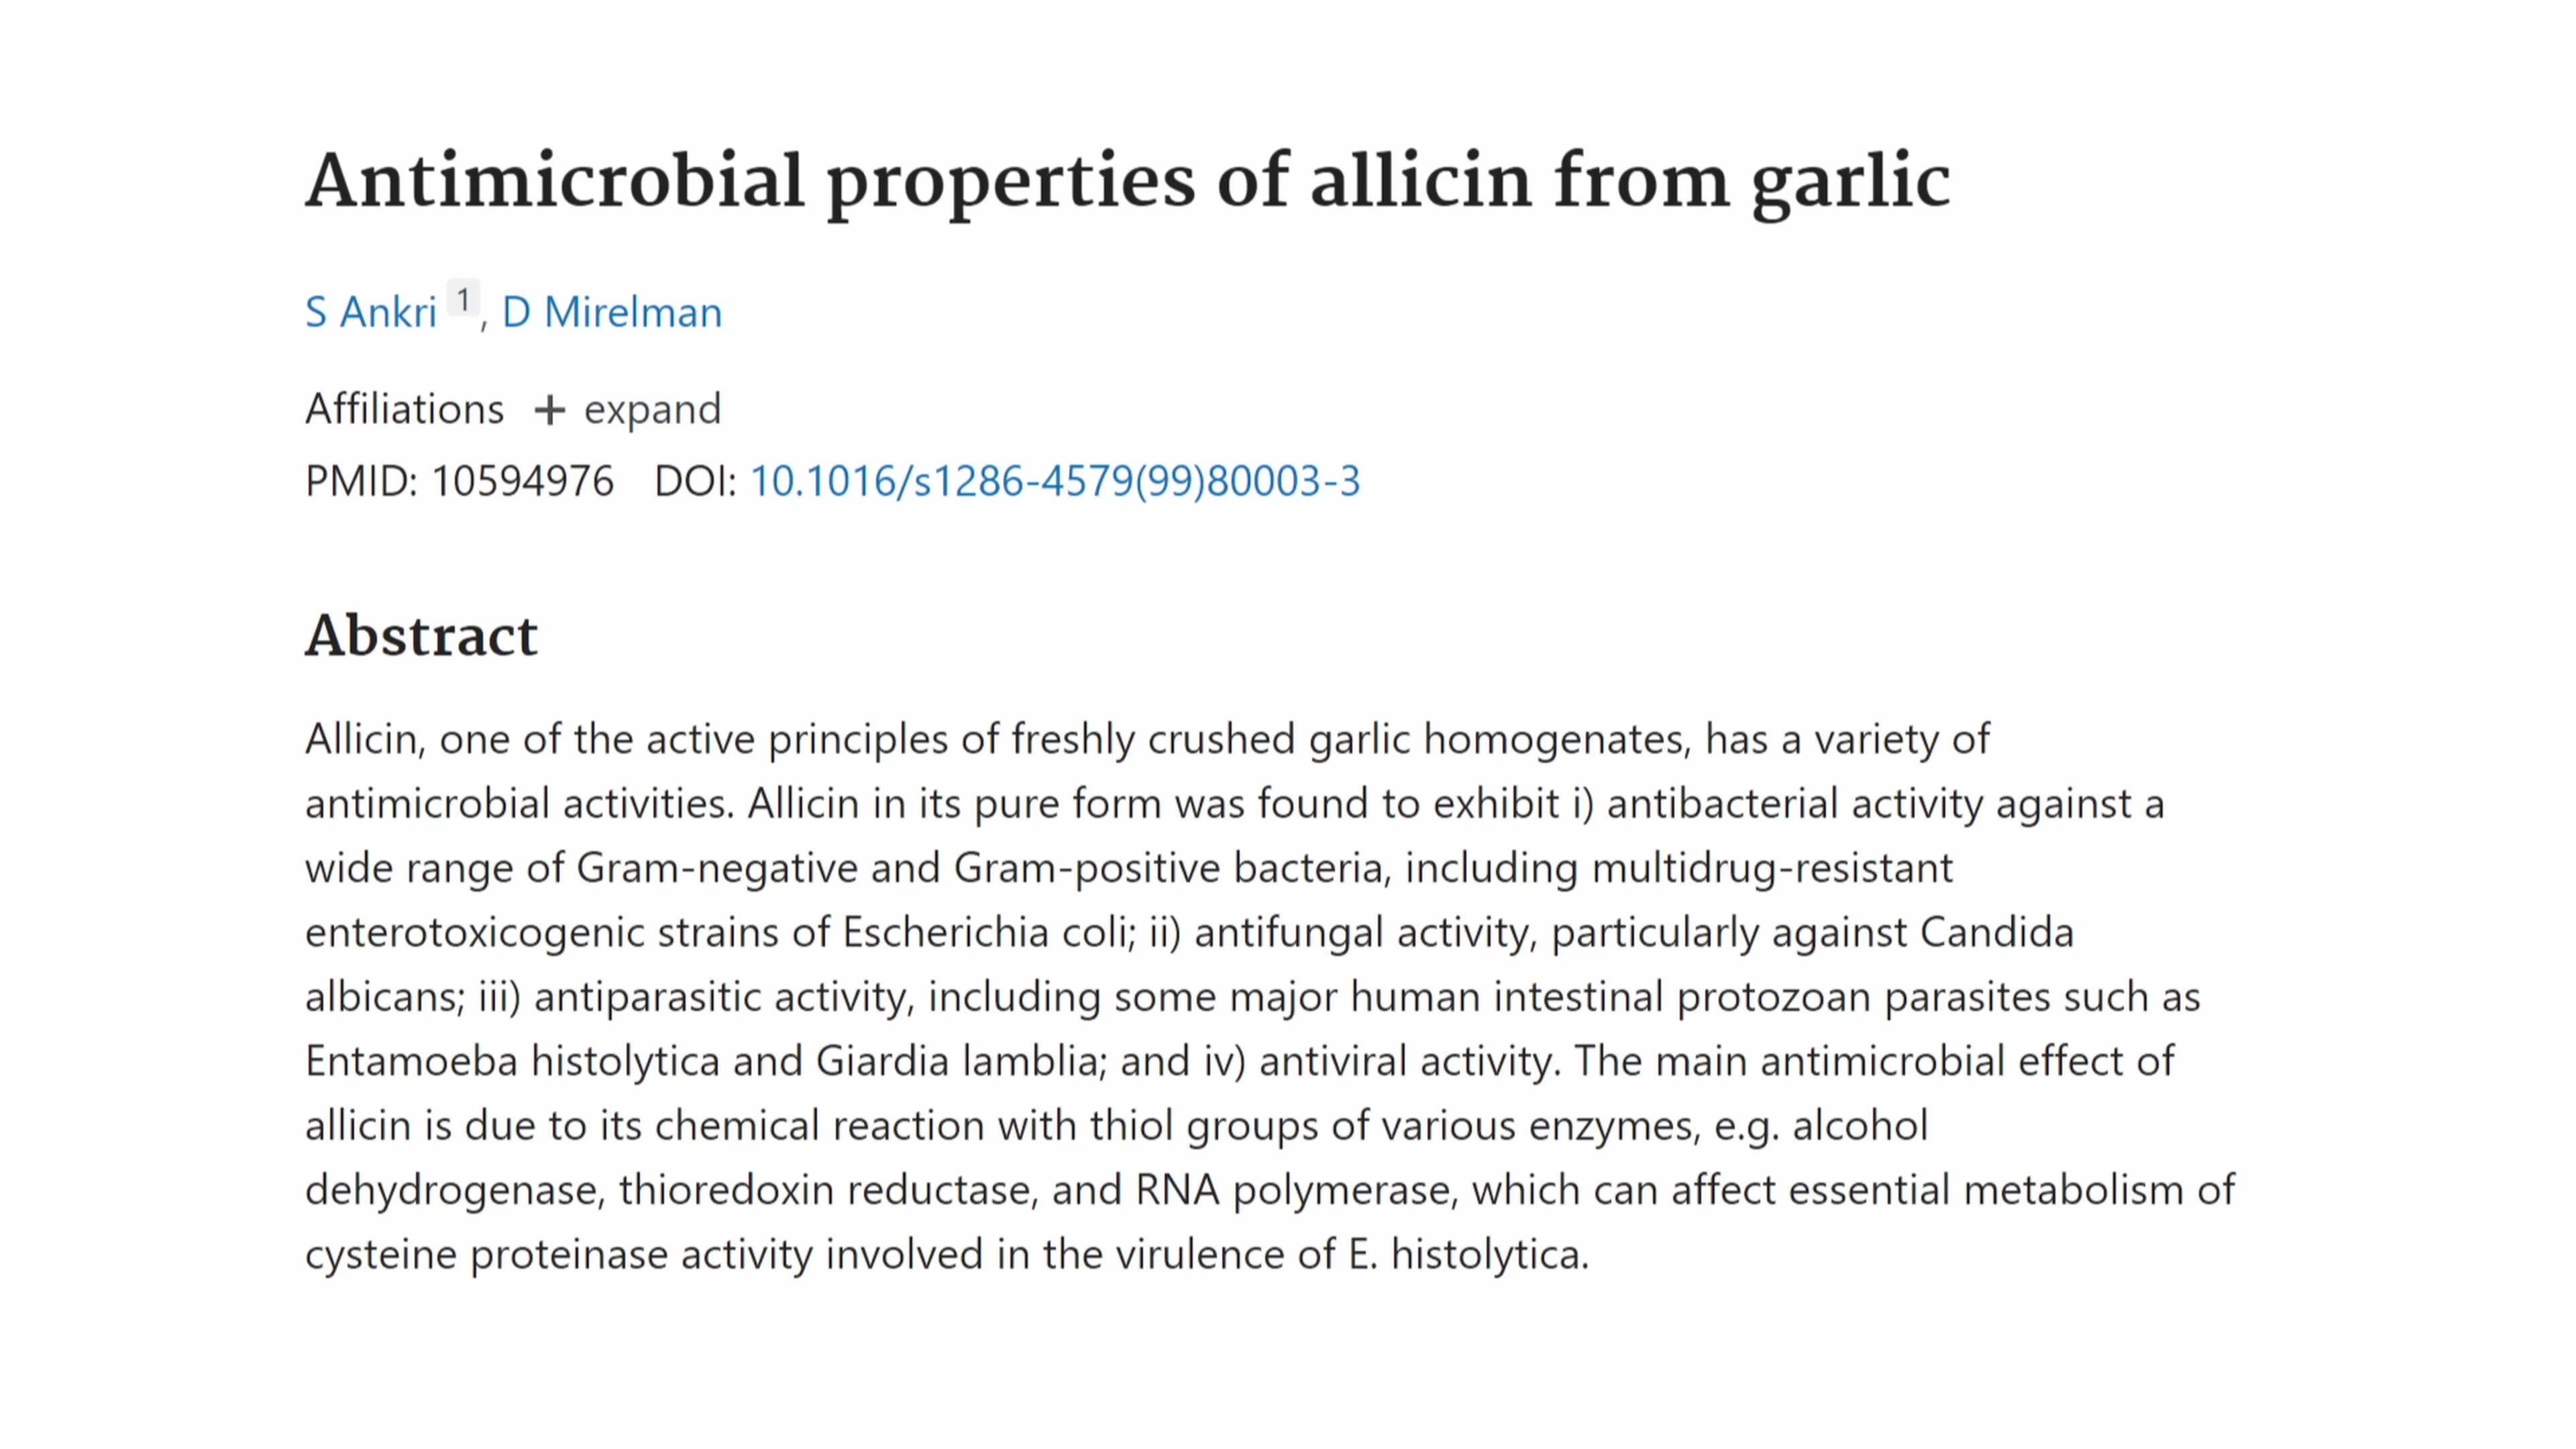 Antimicrobial properties of allicin from garlic
S Ankri 1, D Mirelman
Affiliations + expand
PMID: 10594976 DOI: 10.1016/s1286-4579(99)80003-3
Abstract
Allicin, one of the active principles of freshly crushed garlic homogenates, has a variety of
antimicrobial activities. Allicin in its pure form was found to exhibit i) antibacterial activity against a
wide range of Gram-negative and Gram-positive bacteria, including multidrug-resistant
enterotoxicogenic strains of Escherichia coli; ii) antifungal activity, particularly against Candida
albicans; iii) antiparasitic activity, including some major human intestinal protozoan parasites such as
Entamoeba histolytica and Giardia lamblia; and iv) antiviral activity. The main antimicrobial effect of
allicin is due to its chemical reaction with thiol groups of various enzymes, e.g. alcohol
dehydrogenase, thioredoxin reductase, and RNA polymerase, which can affect essential metabolism of
cysteine proteinase activity involved in the virulence of E. histolytica.